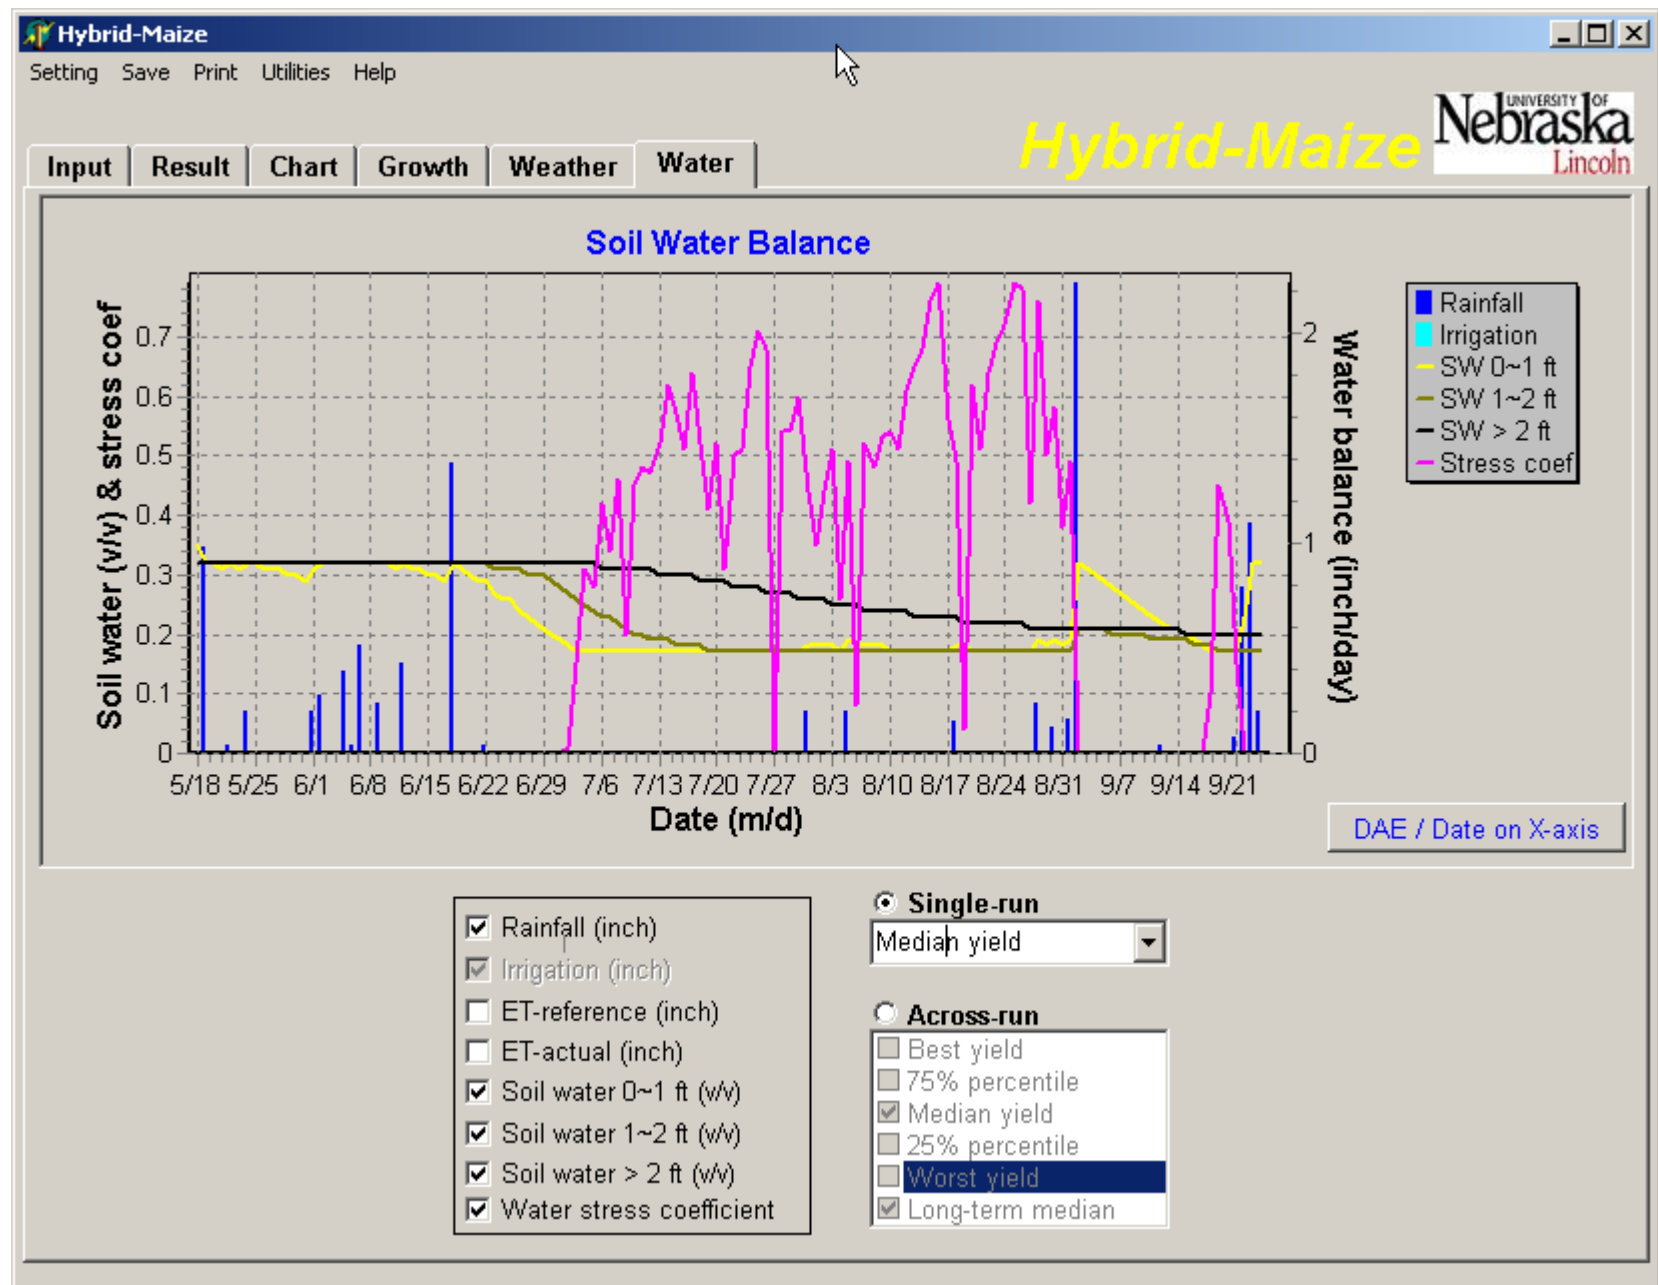 Hybrid-Maize
Setting Save Print Utilities Help
Hybrid-Maize
UNIVERSITY OF
Nebraska
Lincoln
Input Result Chart Growth Weather Water
Soil Water Balance
Soil water (v/v) & stress coef
0.7
0.6
0.5
0.4
0.3
0.2
0.1
0
2
1
0
Water balance (inch/day)
5/18 5/25 6/1 6/8 6/15 6/22 6/29 7/6 7/13 7/20 7/27 8/3 8/10 8/17 8/24 8/31 9/7 9/14 9/21
Date (m/d)
Rainfall
Irrigation
SW 0~1 ft
SW 1~2 ft
SW > 2 ft
Stress coef
DAE / Date on X-axis
Rainfall (inch)
Irrigation (inch)
ET-reference (inch)
ET-actual (inch)
Soil water 0~1 ft (v/v)
Soil water 1~2 ft (v/v)
Soil water > 2 ft (v/v)
Water stress coefficient
Single-run
Median yield
Across-run
Best yield
75% percentile
Median yield
25% percentile
Worst yield
Long-term median